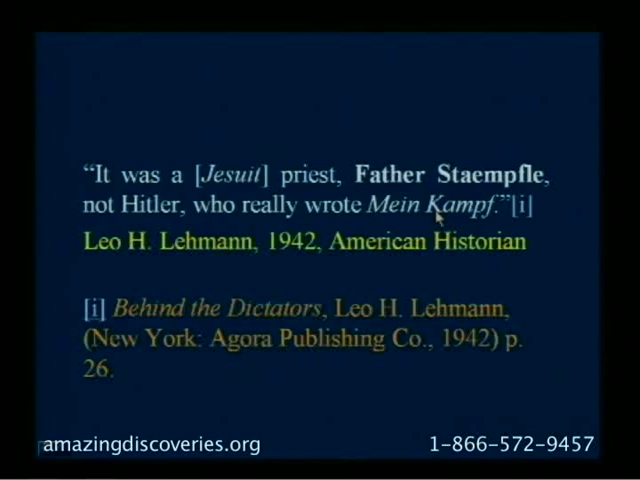 “It was a [Jesuit] priest, Father Staempfle,
not Hitler, who really wrote Mein Kampf.”[i]
Leo H. Lehmann, 1942, American Historian
[i] Behind the Dictators, Leo H. Lehmann,
(New York: Agora Publishing Co., 1942) p.
26.
amazingdiscoveries.org 1-866-572-9457